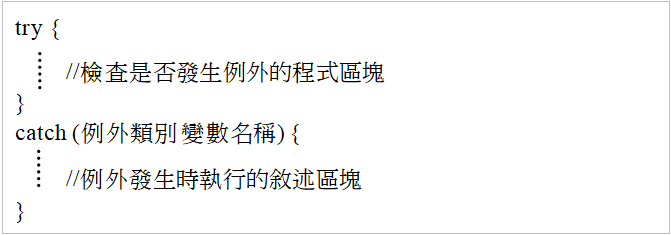 try {
//檢查是否發生例外的程式區塊
}
catch (例外類別 變數名稱) {
//例外發生時執行的敘述區塊
}